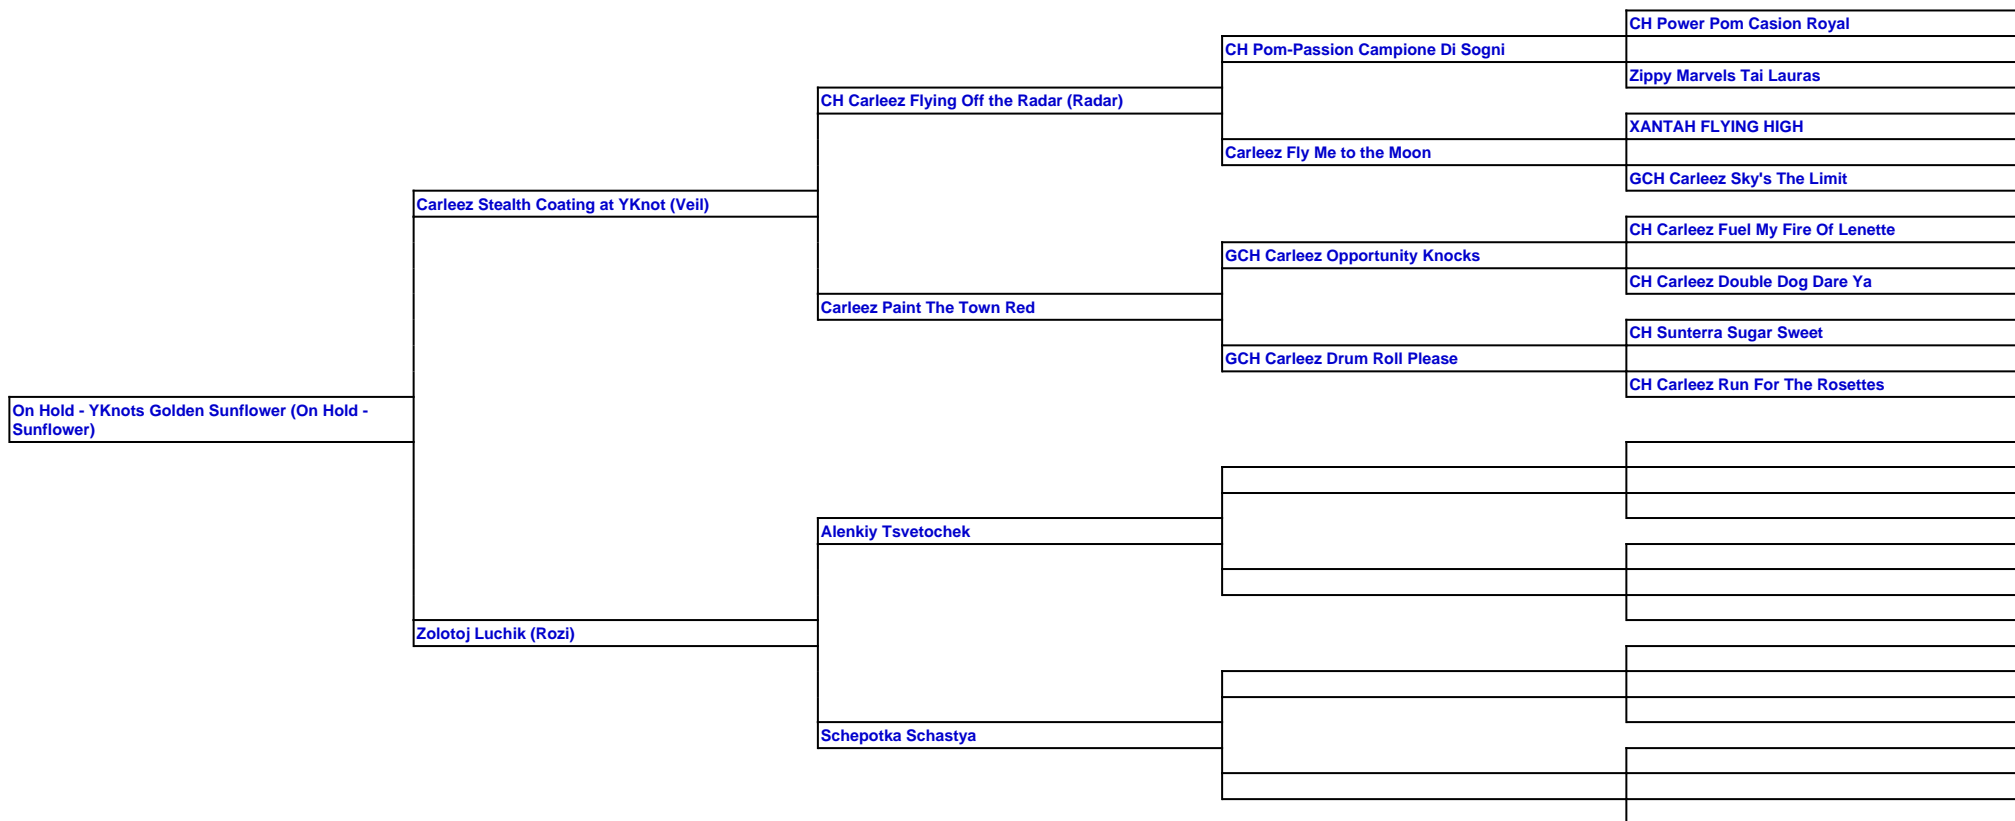 CH Power Pom Casion Royal
CH Pom-Passion Campione Di Sogni
Zippy Marvels Tai Lauras
CH Carleez Flying Off the Radar (Radar)
XANTAH FLYING HIGH
Carleez Fly Me to the Moon
GCH Carleez Sky's The Limit
Carleez Stealth Coating at YKnot (Veil)
CH Carleez Fuel My Fire Of Lenette
GCH Carleez Opportunity Knocks
CH Carleez Double Dog Dare Ya
Carleez Paint The Town Red
CH Sunterra Sugar Sweet
GCH Carleez Drum Roll Please
CH Carleez Run For The Rosettes
On Hold - YKnots Golden Sunflower (On Hold -
Sunflower)
Alenkiy Tsvetochek
Zolotoj Luchik (Rozi)
Schepotka Schastya